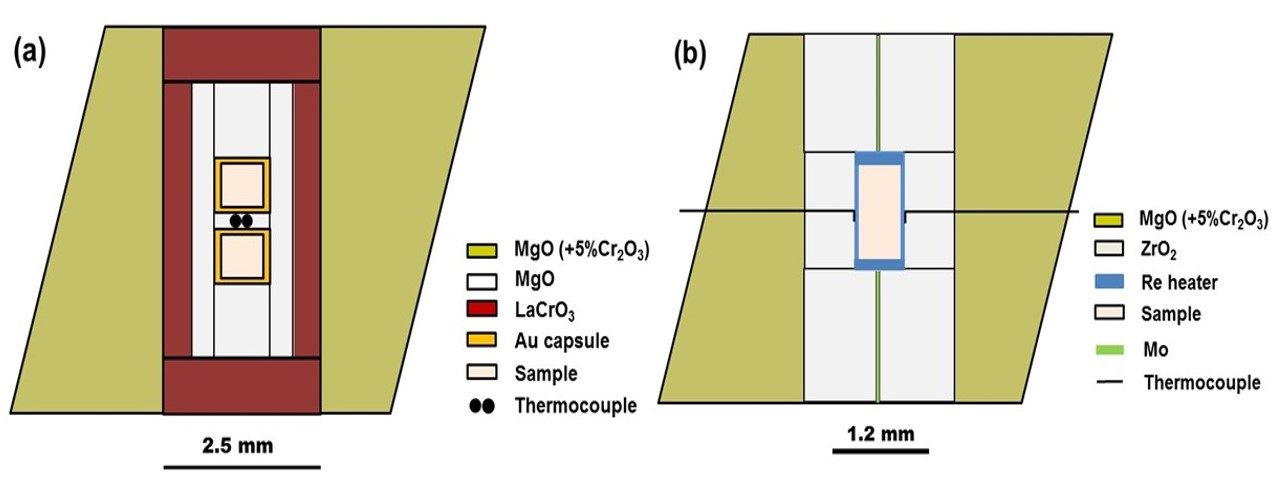 (a)
MgO (+5%Cr₂O₃)
MgO
LaCrO₃
Au capsule
Sample
Thermocouple
2.5 mm
(b)
MgO (+5%Cr₂O₃)
ZrO₂
Re heater
Sample
Mo
Thermocouple
1.2 mm